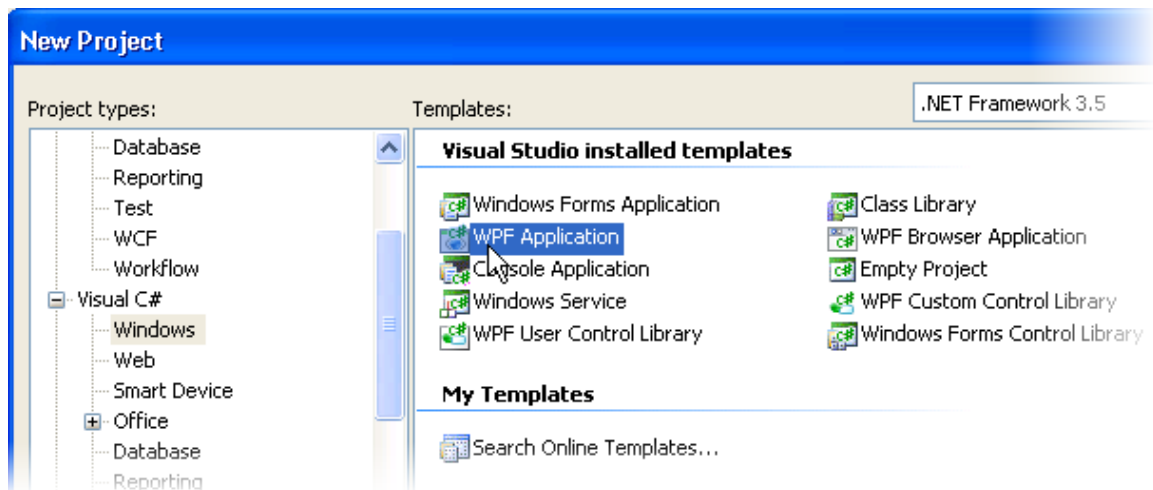 New Project
Project types:
Templates:
.NET Framework 3.5
Database
Reporting
Test
WCF
Workflow
Visual C#
Windows
Web
Smart Device
Office
Database
Reporting
Visual Studio installed templates
Windows Forms Application
WPF Application
Console Application
Windows Service
WPF User Control Library
Class Library
WPF Browser Application
Empty Project
WPF Custom Control Library
Windows Forms Control Library
My Templates
Search Online Templates...